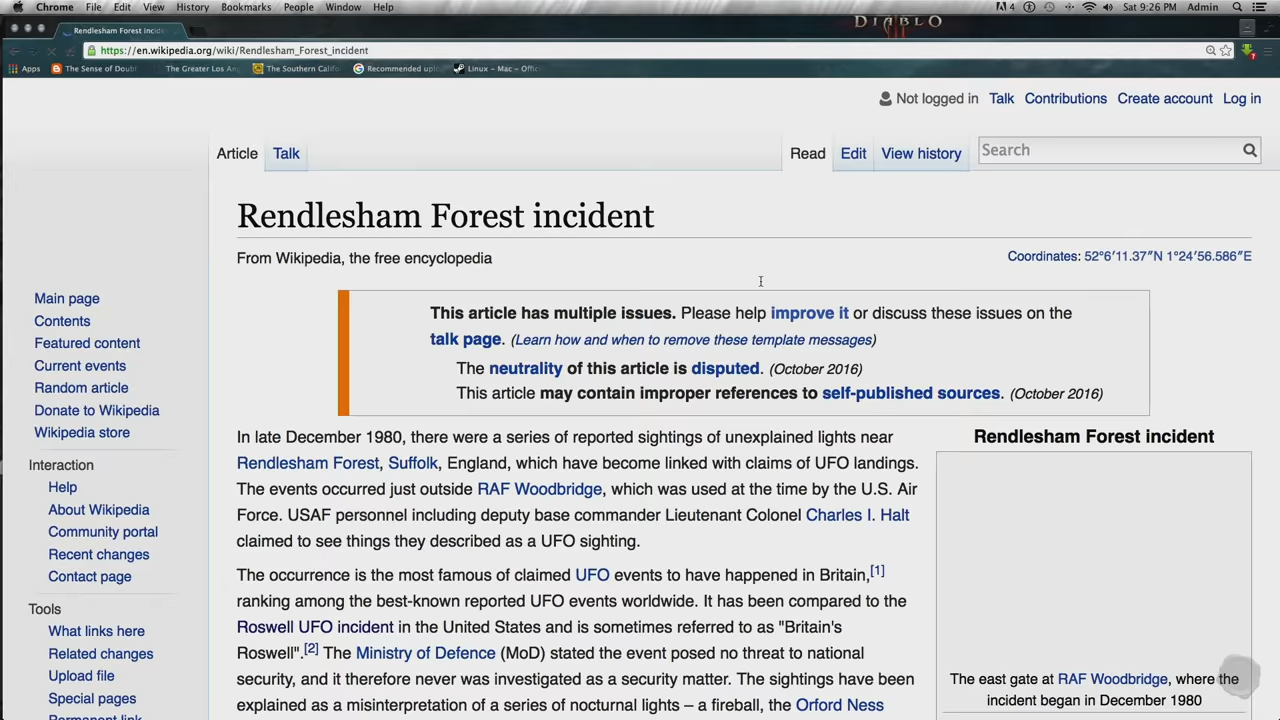 Chrome File Edit View History Bookmarks People Window Help 4 Sat 9:26 PM Admin
DIABLO
Rendlesham Forest incid
https://en.wikipedia.org/wiki/Rendlesham_Forest_incident
Apps The Sense of Doub The Greater Los An The Southern Califo Recommended uplo Linux – Mac – Offic
Not logged in Talk Contributions Create account Log in
Article Talk Read Edit View history Search
Rendlesham Forest incident
From Wikipedia, the free encyclopedia
Coordinates: 52°6′11.37″N 1°24′56.586″E
This article has multiple issues. Please help improve it or discuss these issues on the
talk page. (Learn how and when to remove these template messages)
The neutrality of this article is disputed. (October 2016)
This article may contain improper references to self-published sources. (October 2016)
Main page
Contents
Featured content
Current events
Random article
Donate to Wikipedia
Wikipedia store
Interaction
Help
About Wikipedia
Community portal
Recent changes
Contact page
Tools
What links here
Related changes
Upload file
Special pages
Permanent link
In late December 1980, there were a series of reported sightings of unexplained lights near
Rendlesham Forest, Suffolk, England, which have become linked with claims of UFO landings.
The events occurred just outside RAF Woodbridge, which was used at the time by the U.S. Air
Force. USAF personnel including deputy base commander Lieutenant Colonel Charles I. Halt
claimed to see things they described as a UFO sighting.
The occurrence is the most famous of claimed UFO events to have happened in Britain,[1]
ranking among the best-known reported UFO events worldwide. It has been compared to the
Roswell UFO incident in the United States and is sometimes referred to as "Britain's
Roswell".[2] The Ministry of Defence (MoD) stated the event posed no threat to national
security, and it therefore never was investigated as a security matter. The sightings have been
explained as a misinterpretation of a series of nocturnal lights – a fireball, the Orford Ness
Rendlesham Forest incident
The east gate at RAF Woodbridge, where the
incident began in December 1980